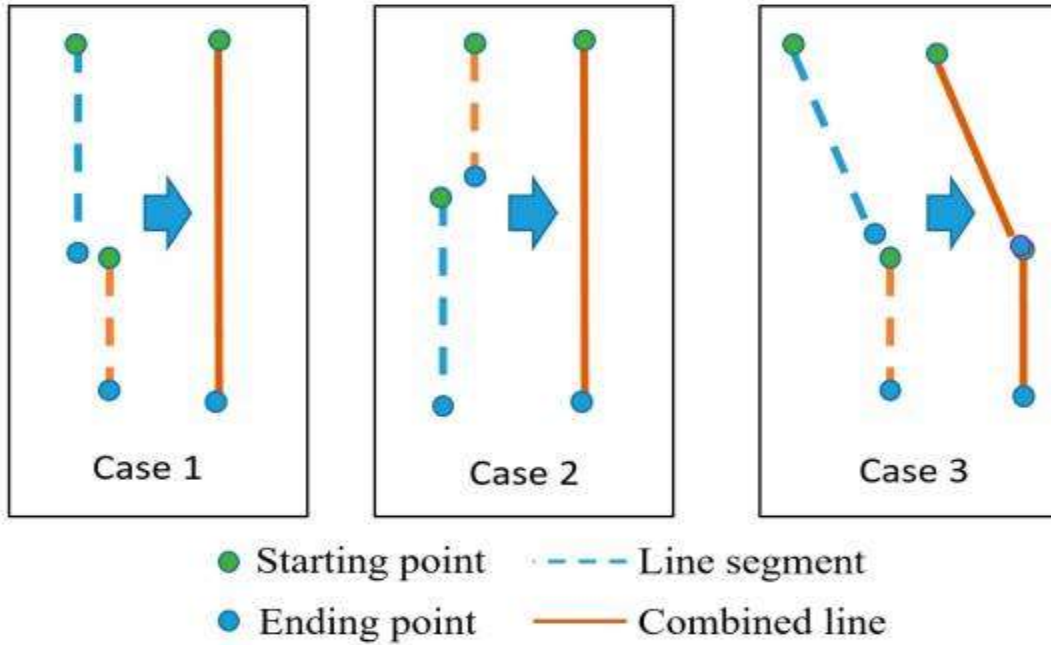 Case 1
Case 2
Case 3
Starting point
Line segment
Ending point
Combined line